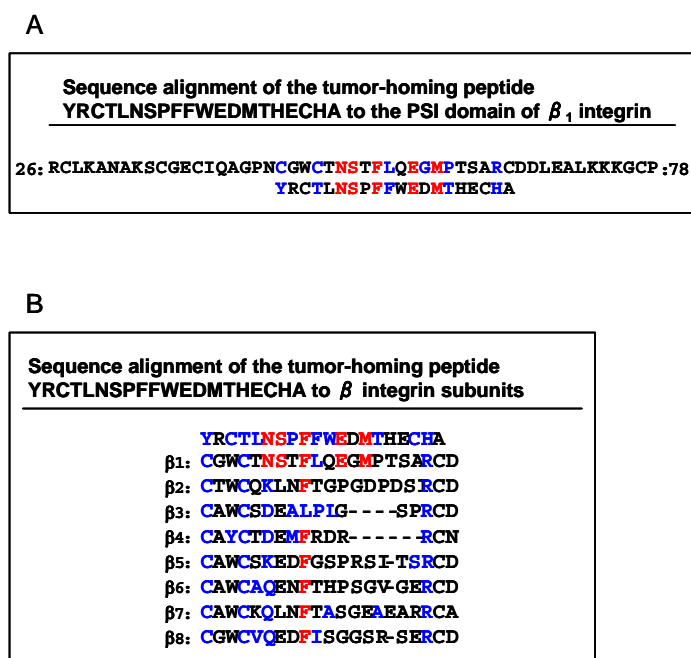 A
Sequence alignment of the tumor-homing peptide
YRCTLNSPFFWEDMTHECHA to the PSI domain of β1 integrin
26:RCLKANAKSCGECIQAGPNCGWCTNSTFLQEGMPTSARCDDLEALKKKGCP:78
YRCTLNSPFFWEDMTHECHA
B
Sequence alignment of the tumor-homing peptide
YRCTLNSPFFWEDMTHECHA to β integrin subunits
YRCTLNSPFFWEDMTHECHA
β1: CGWCTNSTFLQEGMPTSARCD
β2: CTWCQKLNFTGPGDPDSIRCD
β3: CAWCSDEALPLG----SPRCD
β4: CAYCTDEMFRDR------RCN
β5: CAWCSKEDFGSPRSI-TSRCD
β6: CAWCAQENFTHPSGV-GERCD
β7: CAWCKQLNFTASGEAEARRCA
β8: CGWCVQEDFISGGSR-SERCD